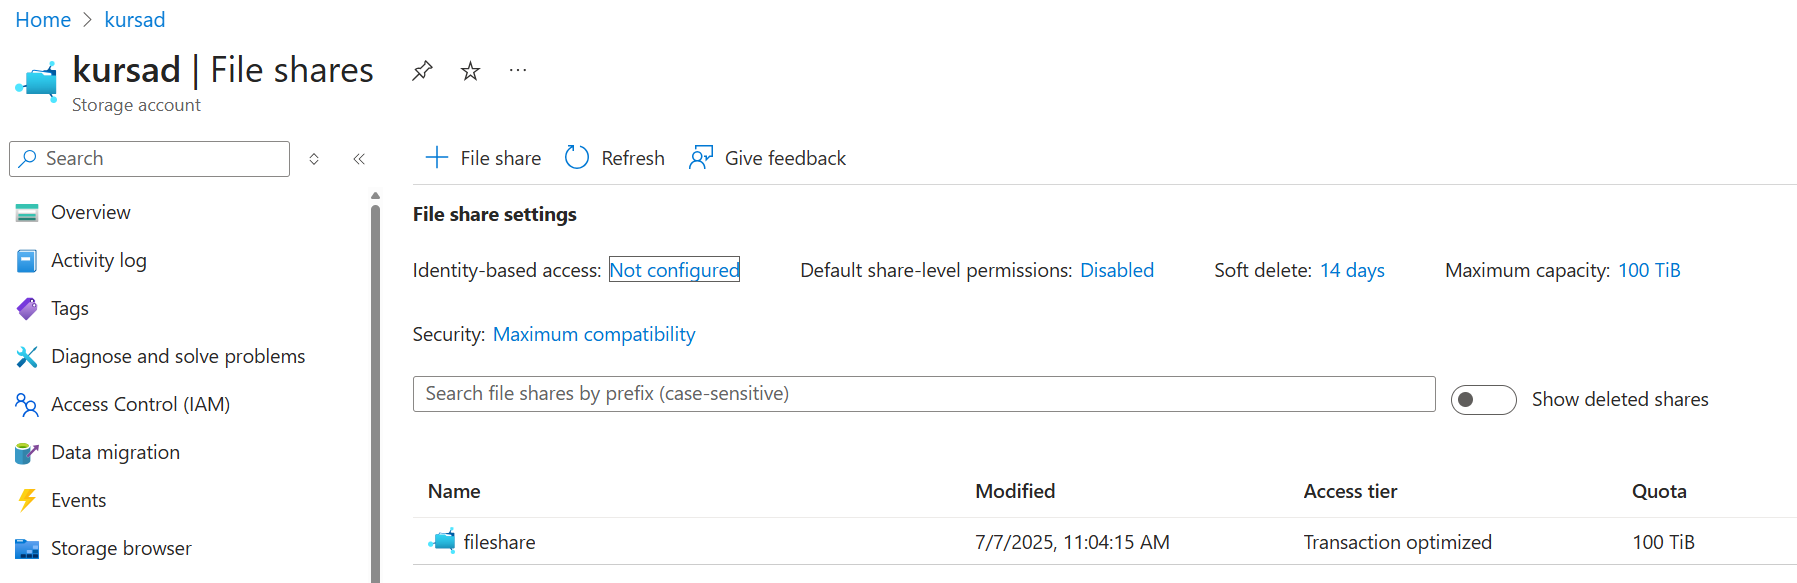 Home > kursad
kursad | File shares
Storage account
Search
File share Refresh Give feedback
Overview
Activity log
Tags
Diagnose and solve problems
Access Control (IAM)
Data migration
Events
Storage browser
File share settings
Identity-based access: Not configured Default share-level permissions: Disabled Soft delete: 14 days Maximum capacity: 100 TiB
Security: Maximum compatibility
Search file shares by prefix (case-sensitive)
Show deleted shares
Name Modified Access tier Quota
fileshare 7/7/2025, 11:04:15 AM Transaction optimized 100 TiB